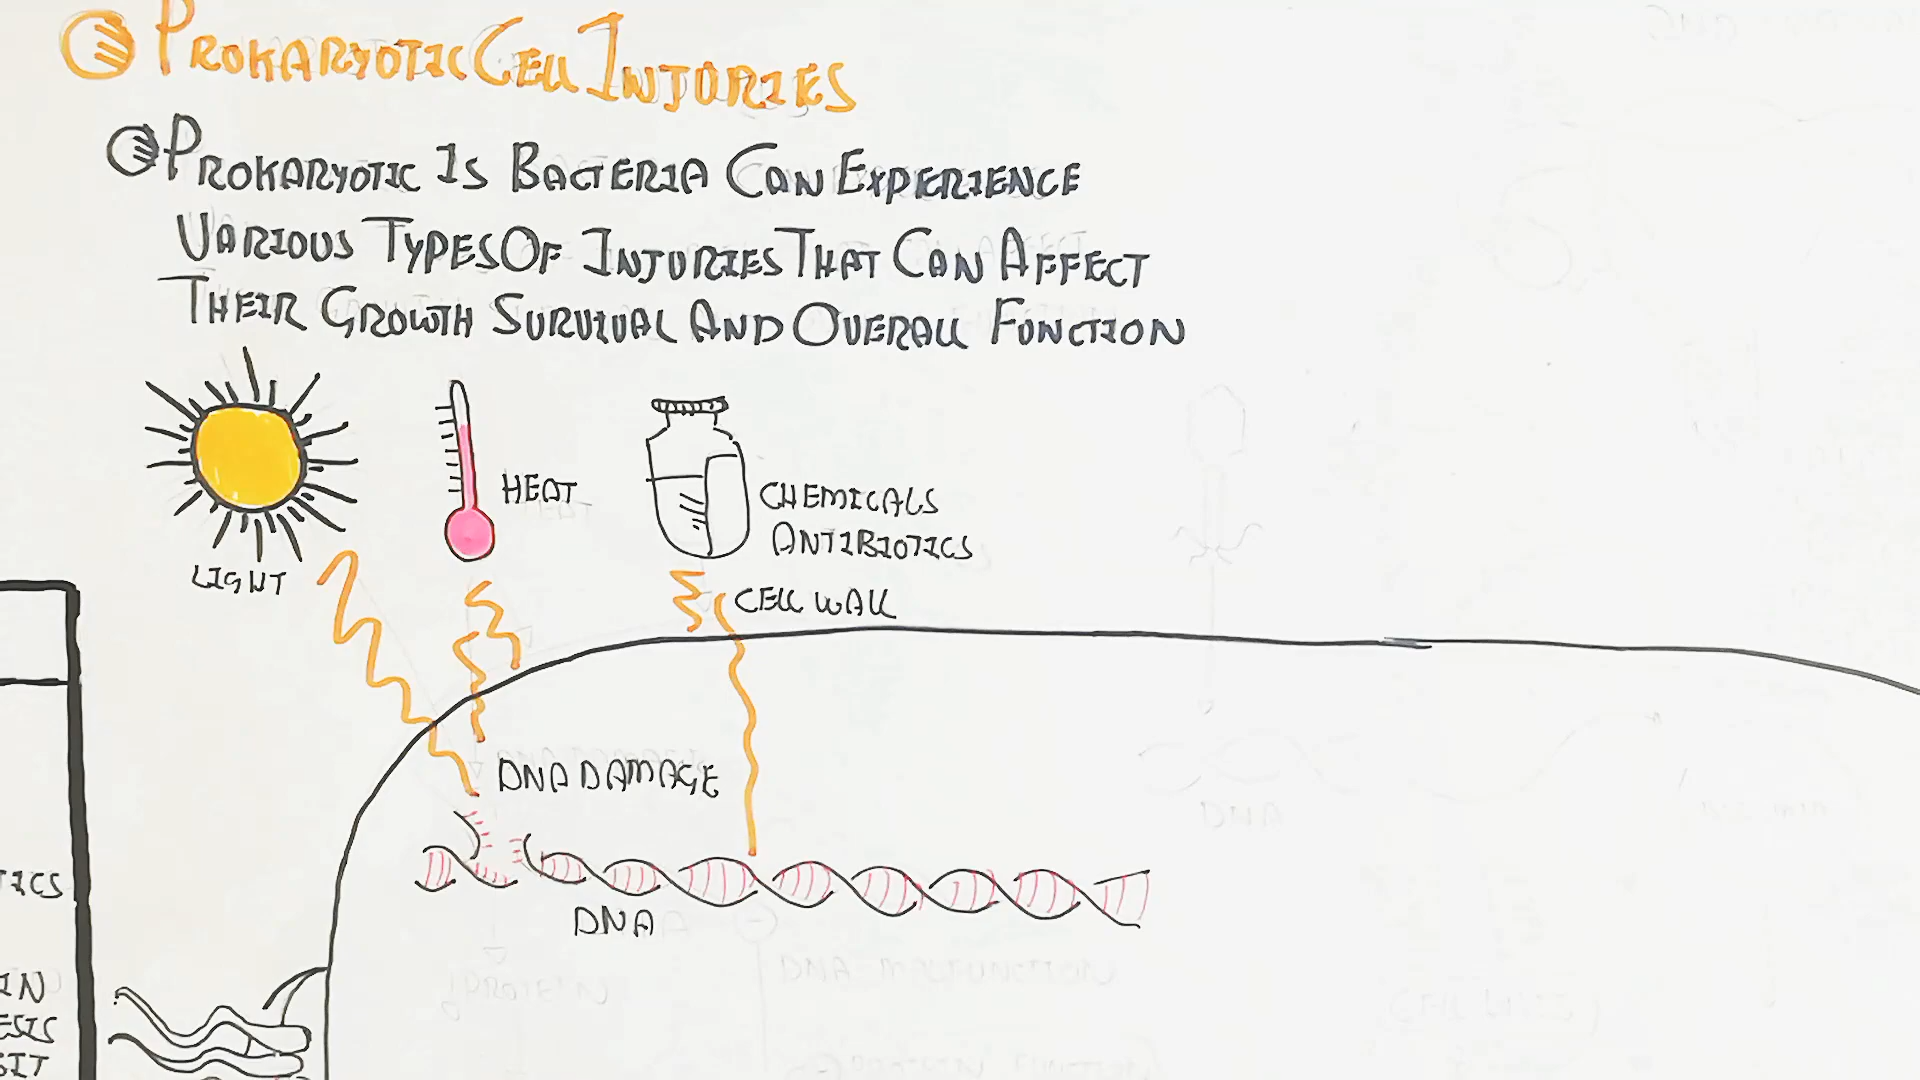 PROKARYOTIC CELL INJURIES
PROKARYOTIC IS BACTERIA CAN EXPERIENCE
VARIOUS TYPES OF INJURIES THAT CAN AFFECT
THEIR GROWTH SURVIVAL AND OVERALL FUNCTION
HEAT
CHEMICALS
ANTIBIOTICS
LIGHT
CELL WALL
DNA DAMAGE
DNA